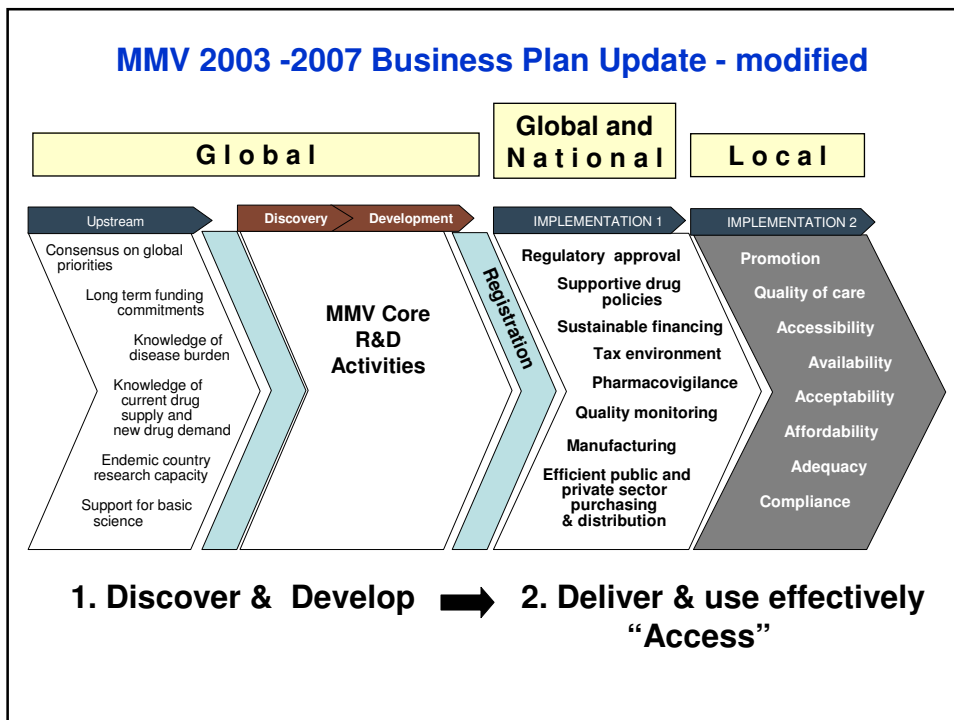 MMV 2003 -2007 Business Plan Update - modified
G l o b a l
Global and
N a t i o n a l
L o c a l
Upstream
Consensus on global
priorities
Long term funding
commitments
Knowledge of
disease burden
Knowledge of
current drug
supply and
new drug demand
Endemic country
research capacity
Support for basic
science
Discovery
Development
MMV Core
R&D
Activities
Registration
IMPLEMENTATION 1
Regulatory approval
Supportive drug
policies
Sustainable financing
Tax environment
Pharmacovigilance
Quality monitoring
Manufacturing
Efficient public and
private sector
purchasing
& distribution
IMPLEMENTATION 2
Promotion
Quality of care
Accessibility
Availability
Acceptability
Affordability
Adequacy
Compliance
1. Discover & Develop
2. Deliver & use effectively
“Access”